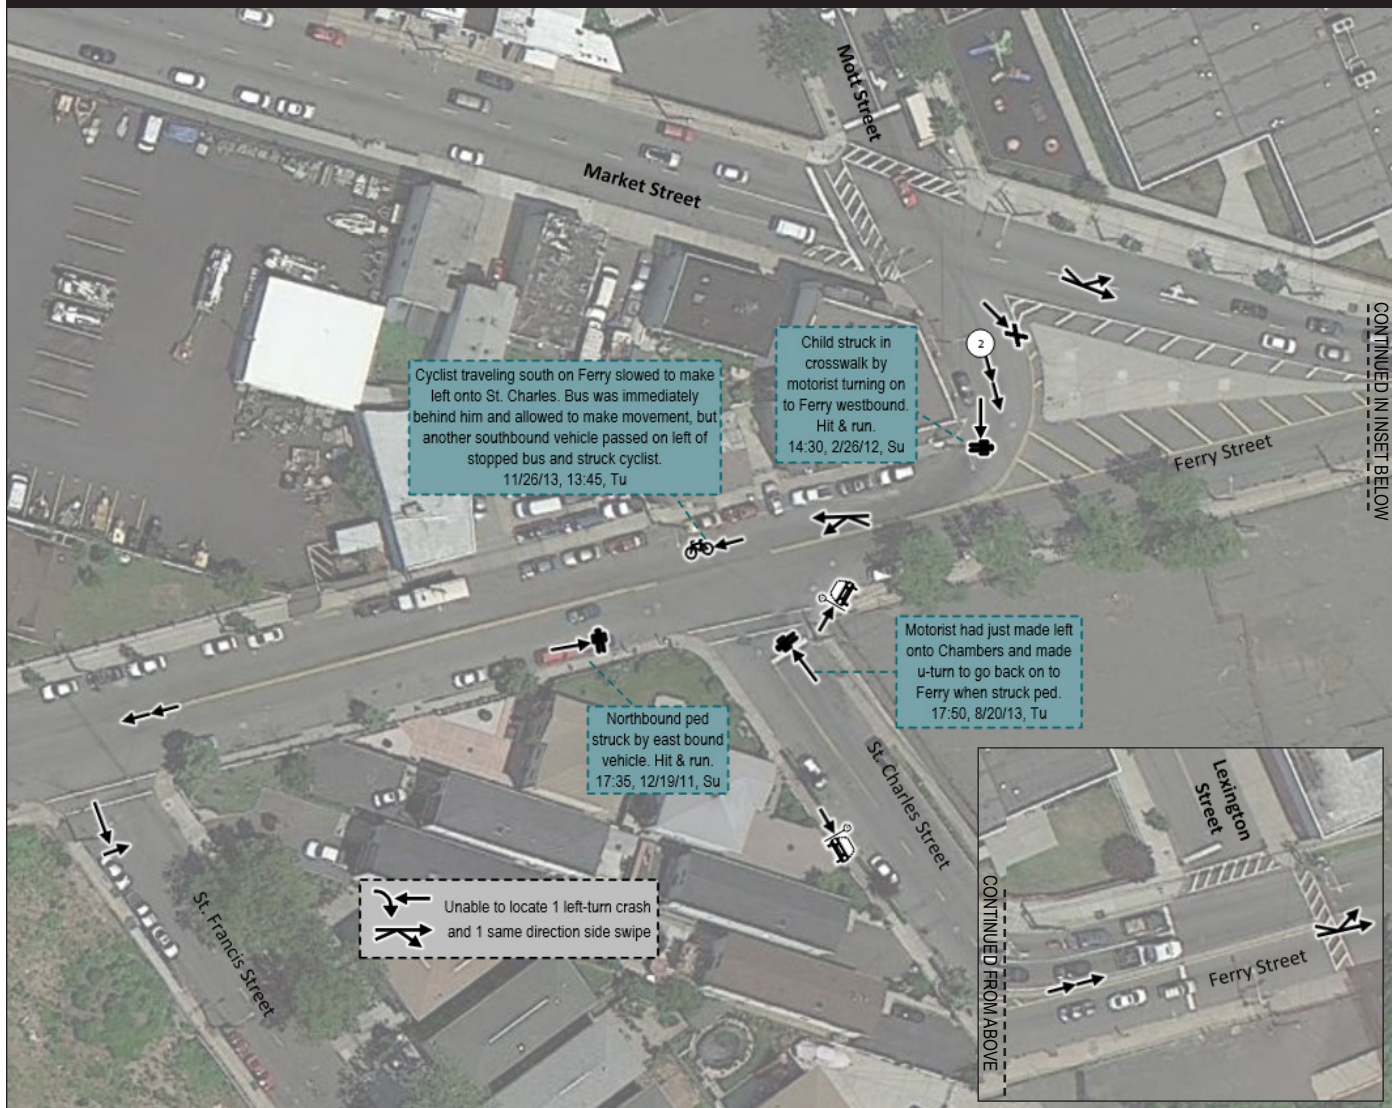 Mott Street
Market Street
CONTINUED IN INSET BELOW
2
Child struck in
crosswalk by
motorist turning on
to Ferry westbound.
Hit & run.
14:30, 2/26/12, Su
Cyclist traveling south on Ferry slowed to make
left onto St. Charles. Bus was immediately
behind him and allowed to make movement, but
another southbound vehicle passed on left of
stopped bus and struck cyclist.
11/26/13, 13:45, Tu
Ferry Street
Motorist had just made left
onto Chambers and made
u-turn to go back on to
Ferry when struck ped.
17:50, 8/20/13, Tu
Northbound ped
struck by east bound
vehicle. Hit & run.
17:35, 12/19/11, Su
St. Charles Street
St. Francis Street
Unable to locate 1 left-turn crash
and 1 same direction side swipe
Lexington
Street
CONTINUED FROM ABOVE
Ferry Street